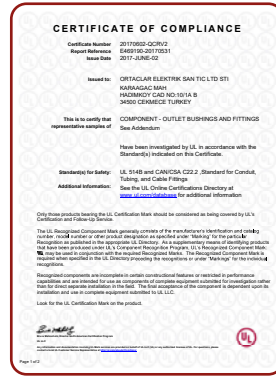 CERTIFICATE OF COMPLIANCE
Certificate Number 20170602-QCRV2
Report Reference E469190-20170531
Issue Date 2017-JUNE-02
Issued to: ORTACLAR ELEKTRIK SAN TIC LTD STI
KARAAGAC MAH
HADIMKOY CAD NO:10/1A B
34500 CEKMECE TURKEY
This is to certify that COMPONENT - OUTLET BUSHINGS AND FITTINGS
representative samples of See Addendum
Have been investigated by UL in accordance with the
Standard(s) indicated on this Certificate.
Standard(s) for Safety: UL 514B and CAN/CSA C22.2 ,Standard for Conduit,
Tubing, and Cable Fittings
Additional Information: See the UL Online Certifications Directory at
www.ul.com/database for additional information
Only those products bearing the UL Certification Mark should be considered as being covered by UL's
Certification and Follow-Up Service.
The UL Recognized Component Mark generally consists of the manufacturer's identification and catalog
number, model number or other product designation as specified under "Marking" for the particular
Recognition as published in the appropriate UL Directory. As a supplementary means of identifying products
that have been produced under UL's Component Recognition Program, UL's Recognized Component Mark:
may be used in conjunction with the required Recognized Marks. The Recognized Component Mark is
required when specified in the UL Directory preceding the recognitions or under "Markings" for the individual
recognitions.
Recognized components are incomplete in certain constructional features or restricted in performance
capabilities and are intended for use as components of complete equipment submitted for investigation rather
than for direct separate installation in the field. The final acceptance of the component is dependent upon its
installation and use in complete equipment submitted to UL LLC.
Look for the UL Certification Mark on the product.
UL
Page 1 of 2